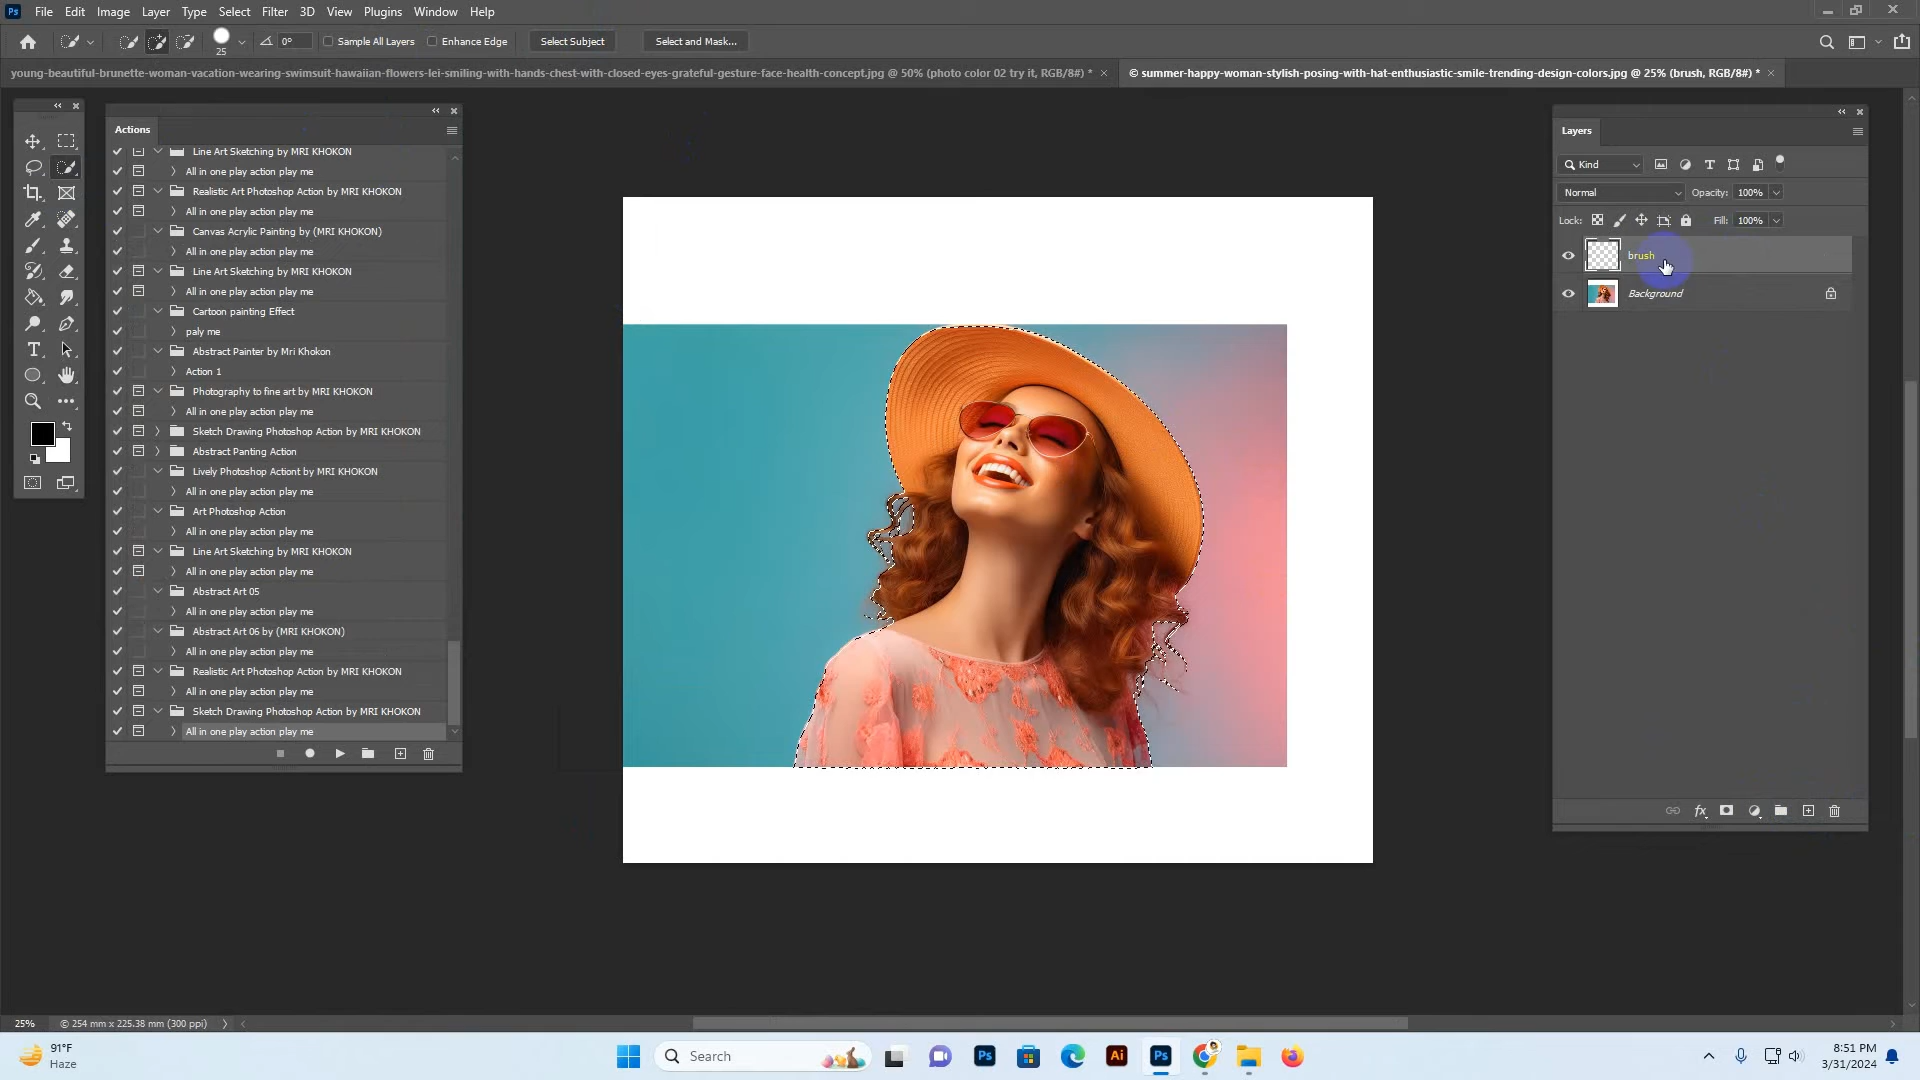 Ps File Edit Image Layer Type Select Filter 3D View Plugins Window Help
25 0° Sample All Layers Enhance Edge Select Subject Select and Mask...
young-beautiful-brunette-woman-vacation-wearing-swimsuit-hawaiian-flowers-lei-smiling-with-hands-chest-with-closed-eyes-grateful-gesture-face-health-concept.jpg @ 50% (photo color 02 try it, RGB/8#) *
© summer-happy-woman-stylish-posing-with-hat-enthusiastic-smile-trending-design-colors.jpg @ 25% (brush, RGB/8#) *
Actions
Line Art Sketching by MRI KHOKON
All in one play action play me
Realistic Art Photoshop Action by MRI KHOKON
All in one play action play me
Canvas Acrylic Painting by (MRI KHOKON)
All in one play action play me
Line Art Sketching by MRI KHOKON
All in one play action play me
Cartoon painting Effect
paly me
Abstract Painter by Mri Khokon
Action 1
Photography to fine art by MRI KHOKON
All in one play action play me
Sketch Drawing Photoshop Action by MRI KHOKON
Abstract Panting Action
Lively Photoshop Actiont by MRI KHOKON
All in one play action play me
Art Photoshop Action
All in one play action play me
Line Art Sketching by MRI KHOKON
All in one play action play me
Abstract Art 05
All in one play action play me
Abstract Art 06 by (MRI KHOKON)
All in one play action play me
Realistic Art Photoshop Action by MRI KHOKON
All in one play action play me
Sketch Drawing Photoshop Action by MRI KHOKON
All in one play action play me
Layers
Kind
Normal Opacity: 100%
Lock: Fill: 100%
brush
Background
fx
25% © 254 mm x 225.38 mm (300 ppi)
91°F
Haze
Search
Ps Ai Ps
8:51 PM
3/31/2024